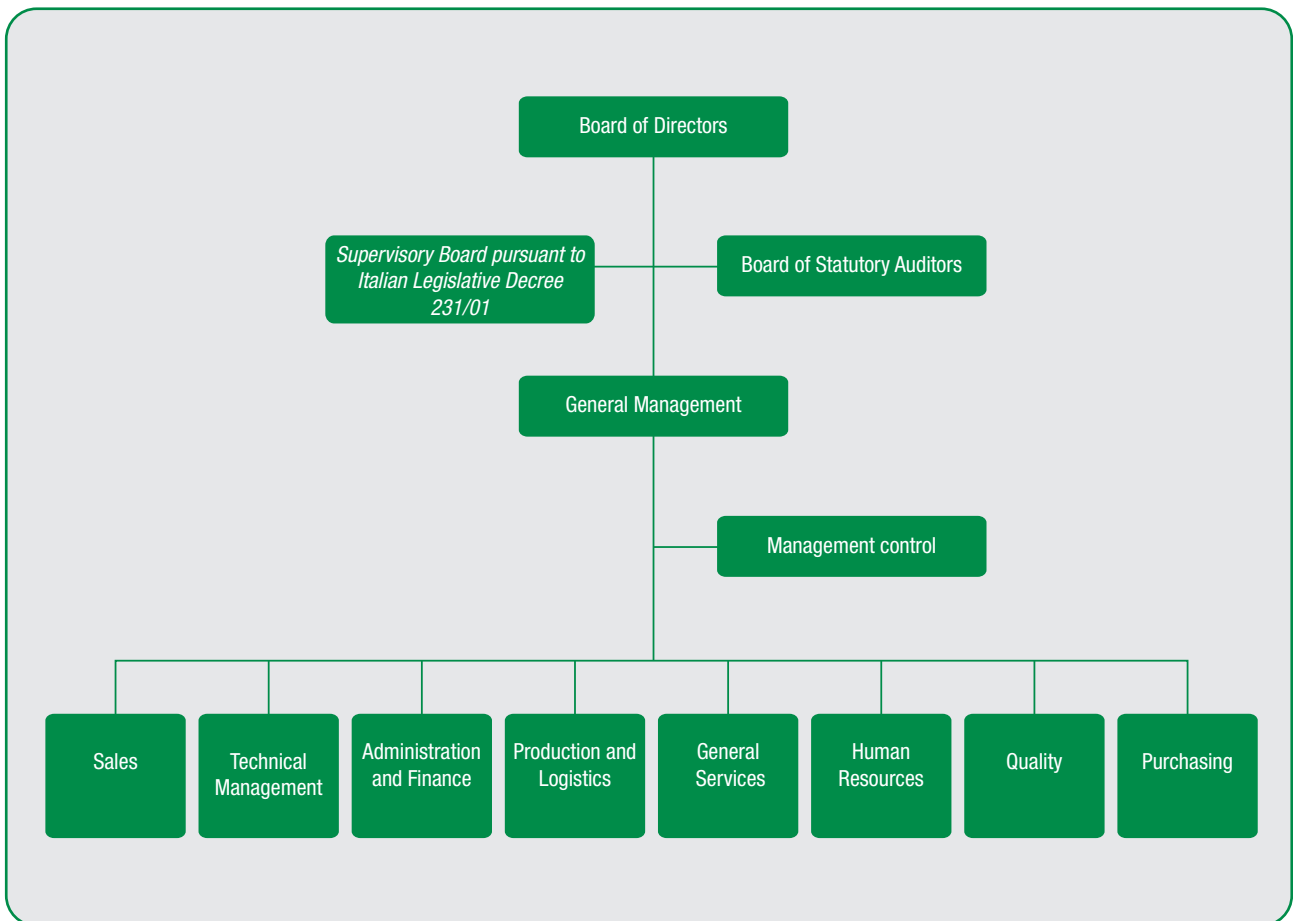 Board of Directors
Supervisory Board pursuant to
Italian Legislative Decree
231/01
Board of Statutory Auditors
General Management
Management control
Sales
Technical
Management
Administration
and Finance
Production and
Logistics
General
Services
Human
Resources
Quality
Purchasing